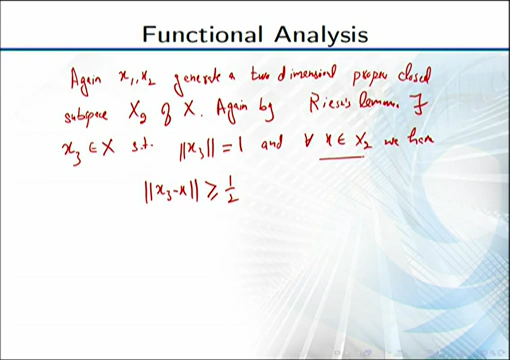 Functional Analysis
Again x₁, x₂ generate a two dimensional proper closed
subspace X₂ of X. Again by Riesz's lemma ∃
x₃ ∈ X s.t. ||x₃|| = 1 and ∀ x ∈ X₂ we have
||x₃-x|| ≥ 1/2